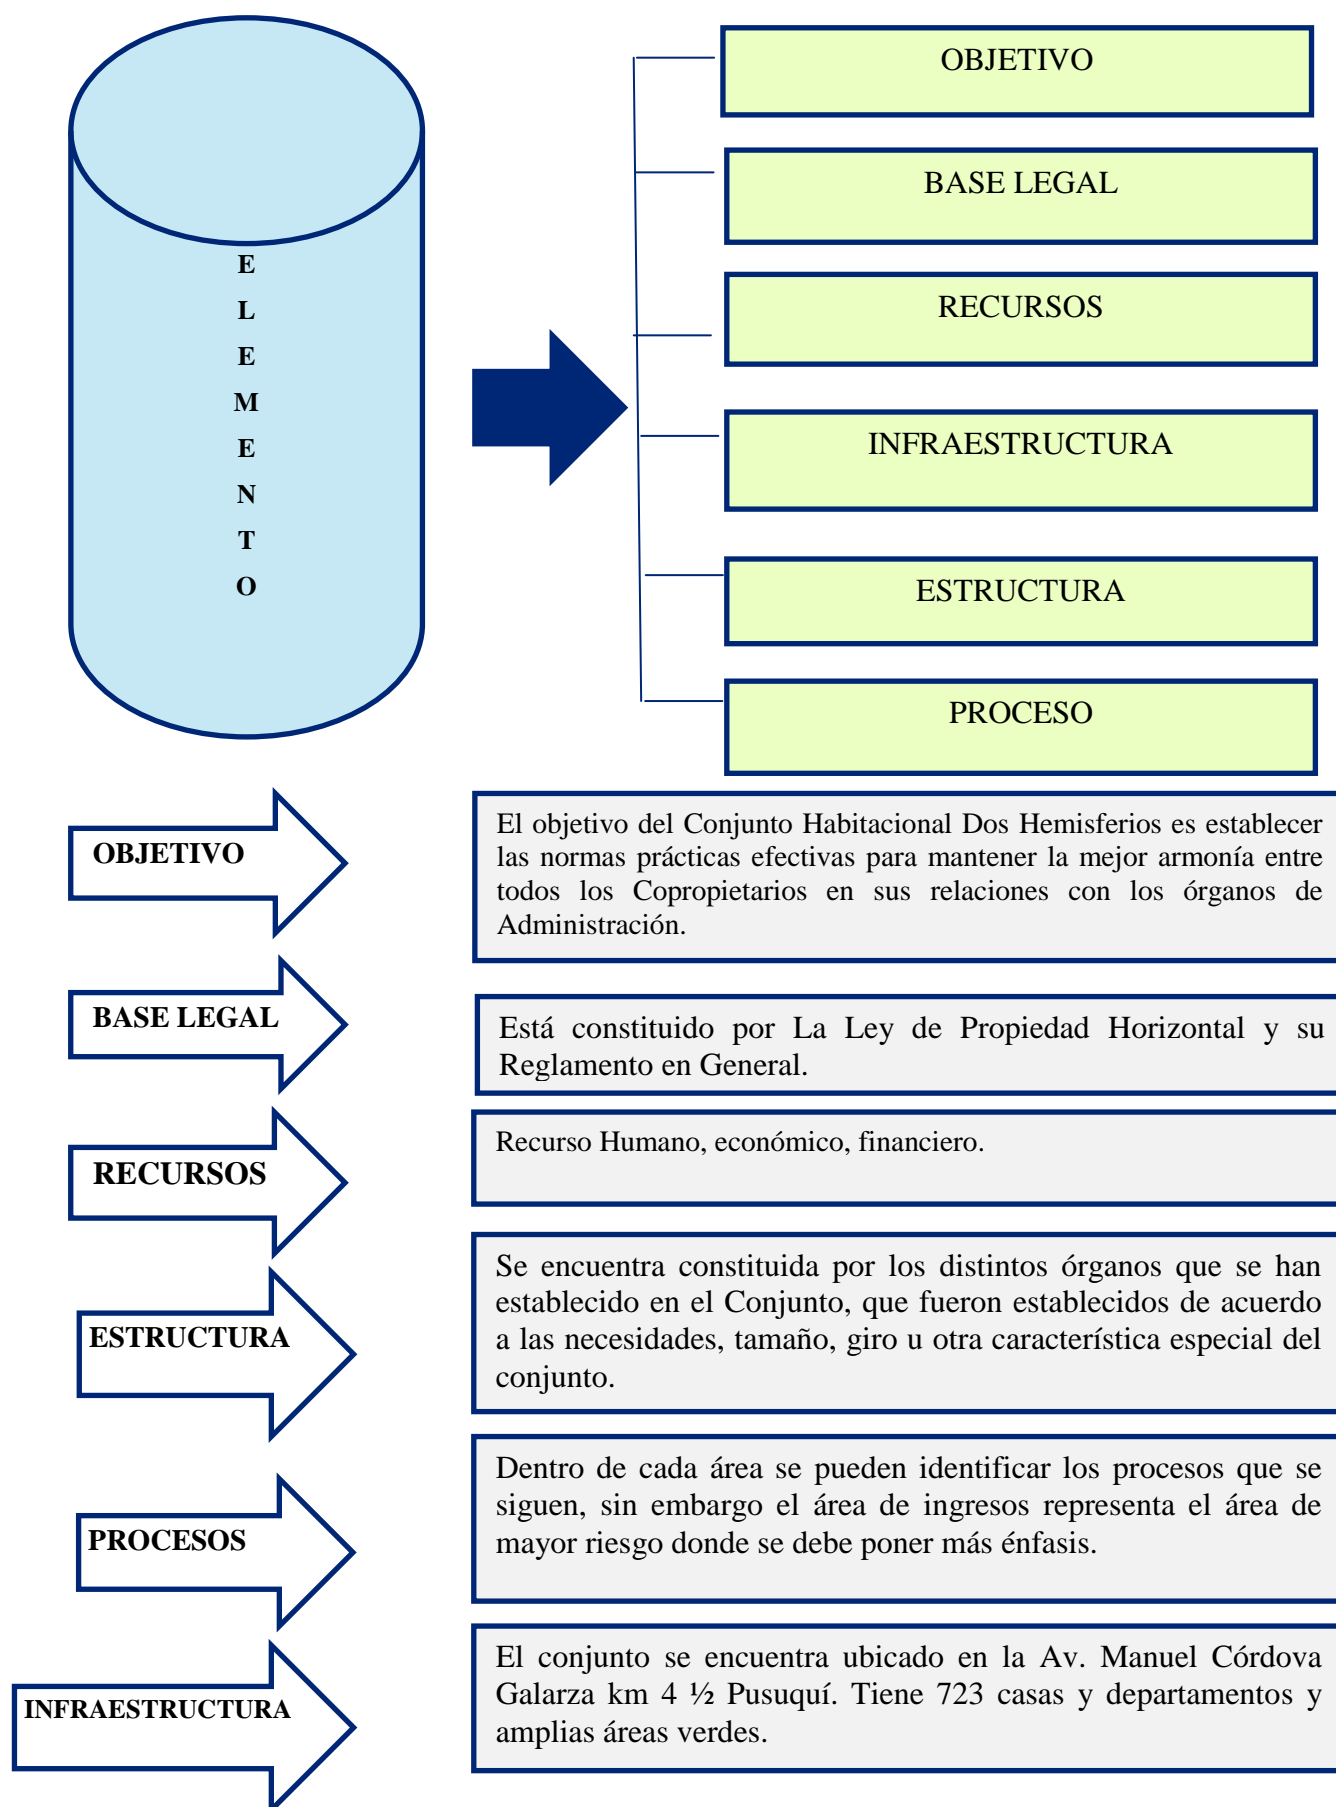 E
L
E
M
E
N
T
O
OBJETIVO
BASE LEGAL
RECURSOS
INFRAESTRUCTURA
ESTRUCTURA
PROCESO
OBJETIVO
El objetivo del Conjunto Habitacional Dos Hemisferios es establecer
las normas prácticas efectivas para mantener la mejor armonía entre
todos los Copropietarios en sus relaciones con los órganos de
Administración.
BASE LEGAL
Está constituido por La Ley de Propiedad Horizontal y su
Reglamento en General.
RECURSOS
Recurso Humano, económico, financiero.
ESTRUCTURA
Se encuentra constituida por los distintos órganos que se han
establecido en el Conjunto, que fueron establecidos de acuerdo
a las necesidades, tamaño, giro u otra característica especial del
conjunto.
PROCESOS
Dentro de cada área se pueden identificar los procesos que se
siguen, sin embargo el área de ingresos representa el área de
mayor riesgo donde se debe poner más énfasis.
INFRAESTRUCTURA
El conjunto se encuentra ubicado en la Av. Manuel Córdova
Galarza km 4 ½ Pusuquí. Tiene 723 casas y departamentos y
amplias áreas verdes.